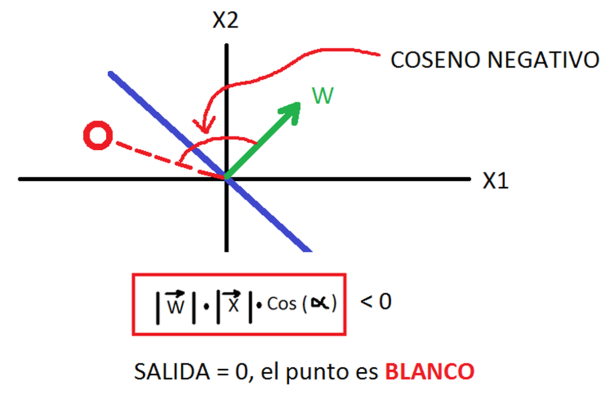 X2
COSENO NEGATIVO
W
X1
|W⃗|•|X⃗|•Cos(α) < 0
SALIDA = 0, el punto es BLANCO